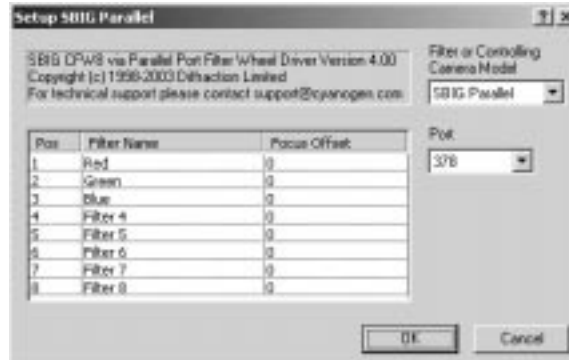 Setup SBIG Parallel
SBIG CFW8 via Parallel Port Filter Wheel Driver Version 4.00
Copyright (c) 1998-2003 Diffraction Limited
For technical support please contact support@cyanogen.com
Filter or Controlling
Camera Model
SBIG Parallel
Port
378
Pos Filter Name Focus Offset
1 Red 0
2 Green 0
3 Blue 0
4 Filter 4 0
5 Filter 5 0
6 Filter 6 0
7 Filter 7 0
8 Filter 8 0
OK Cancel